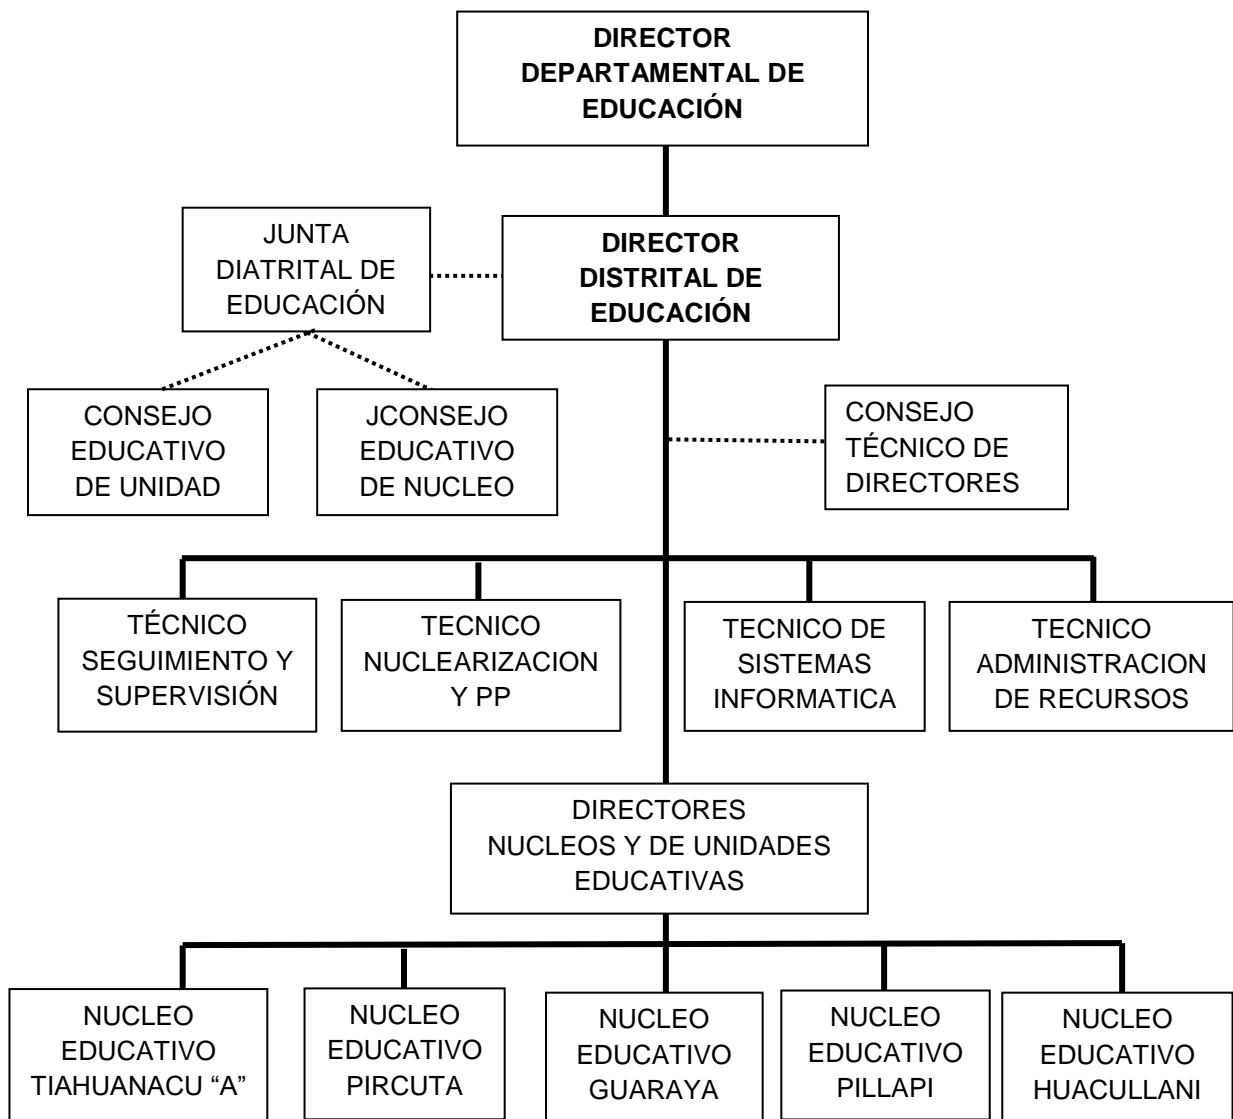 DIRECTOR
DEPARTAMENTAL DE
EDUCACIÓN
JUNTA
DIATRITAL DE
EDUCACIÓN
DIRECTOR
DISTRITAL DE
EDUCACIÓN
CONSEJO
EDUCATIVO
DE UNIDAD
JCONSEJO
EDUCATIVO
DE NUCLEO
CONSEJO
TÉCNICO DE
DIRECTORES
TÉCNICO
SEGUIMIENTO Y
SUPERVISIÓN
TECNICO
NUCLEARIZACION
Y PP
TECNICO DE
SISTEMAS
INFORMATICA
TECNICO
ADMINISTRACION
DE RECURSOS
DIRECTORES
NUCLEOS Y DE UNIDADES
EDUCATIVAS
NUCLEO
EDUCATIVO
TIAHUANACU “A”
NUCLEO
EDUCATIVO
PIRCUTA
NUCLEO
EDUCATIVO
GUARAYA
NUCLEO
EDUCATIVO
PILLAPI
NUCLEO
EDUCATIVO
HUACULLANI